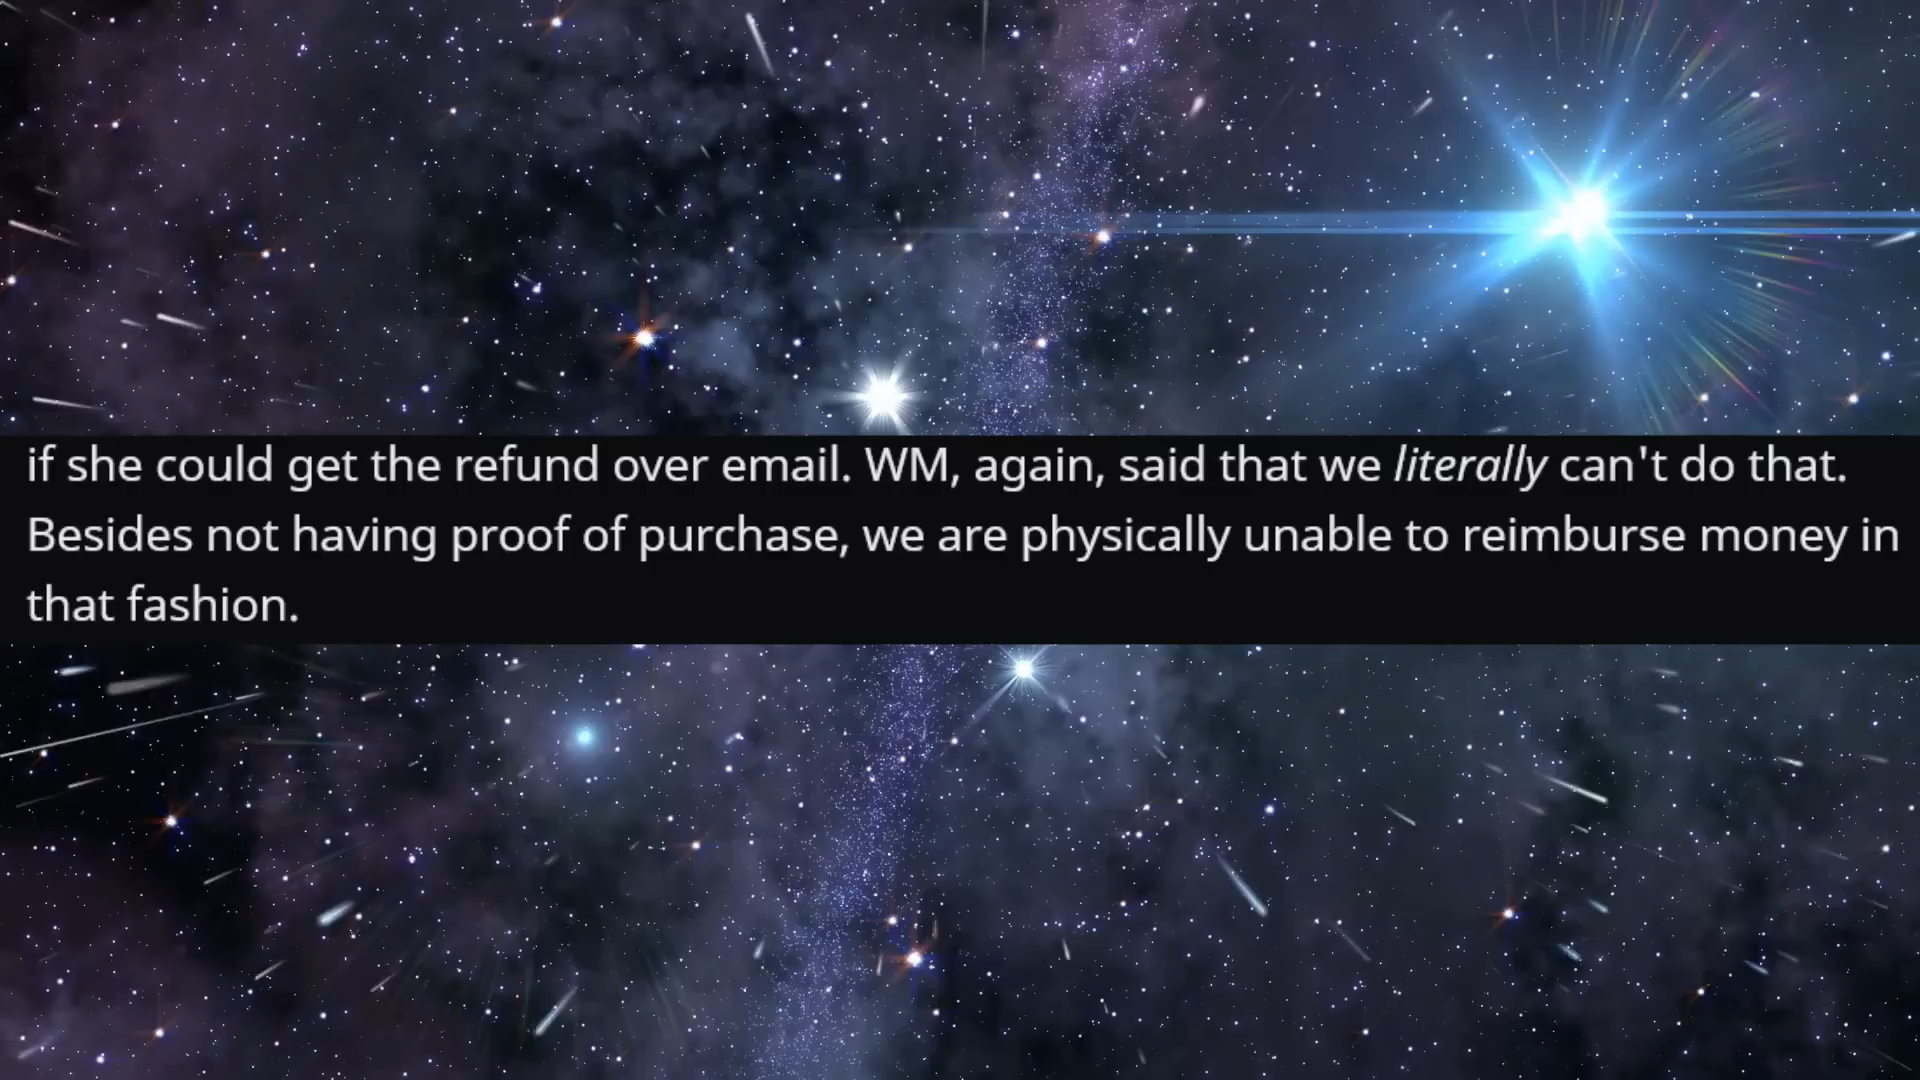 if she could get the refund over email. WM, again, said that we literally can't do that.
Besides not having proof of purchase, we are physically unable to reimburse money in
that fashion.